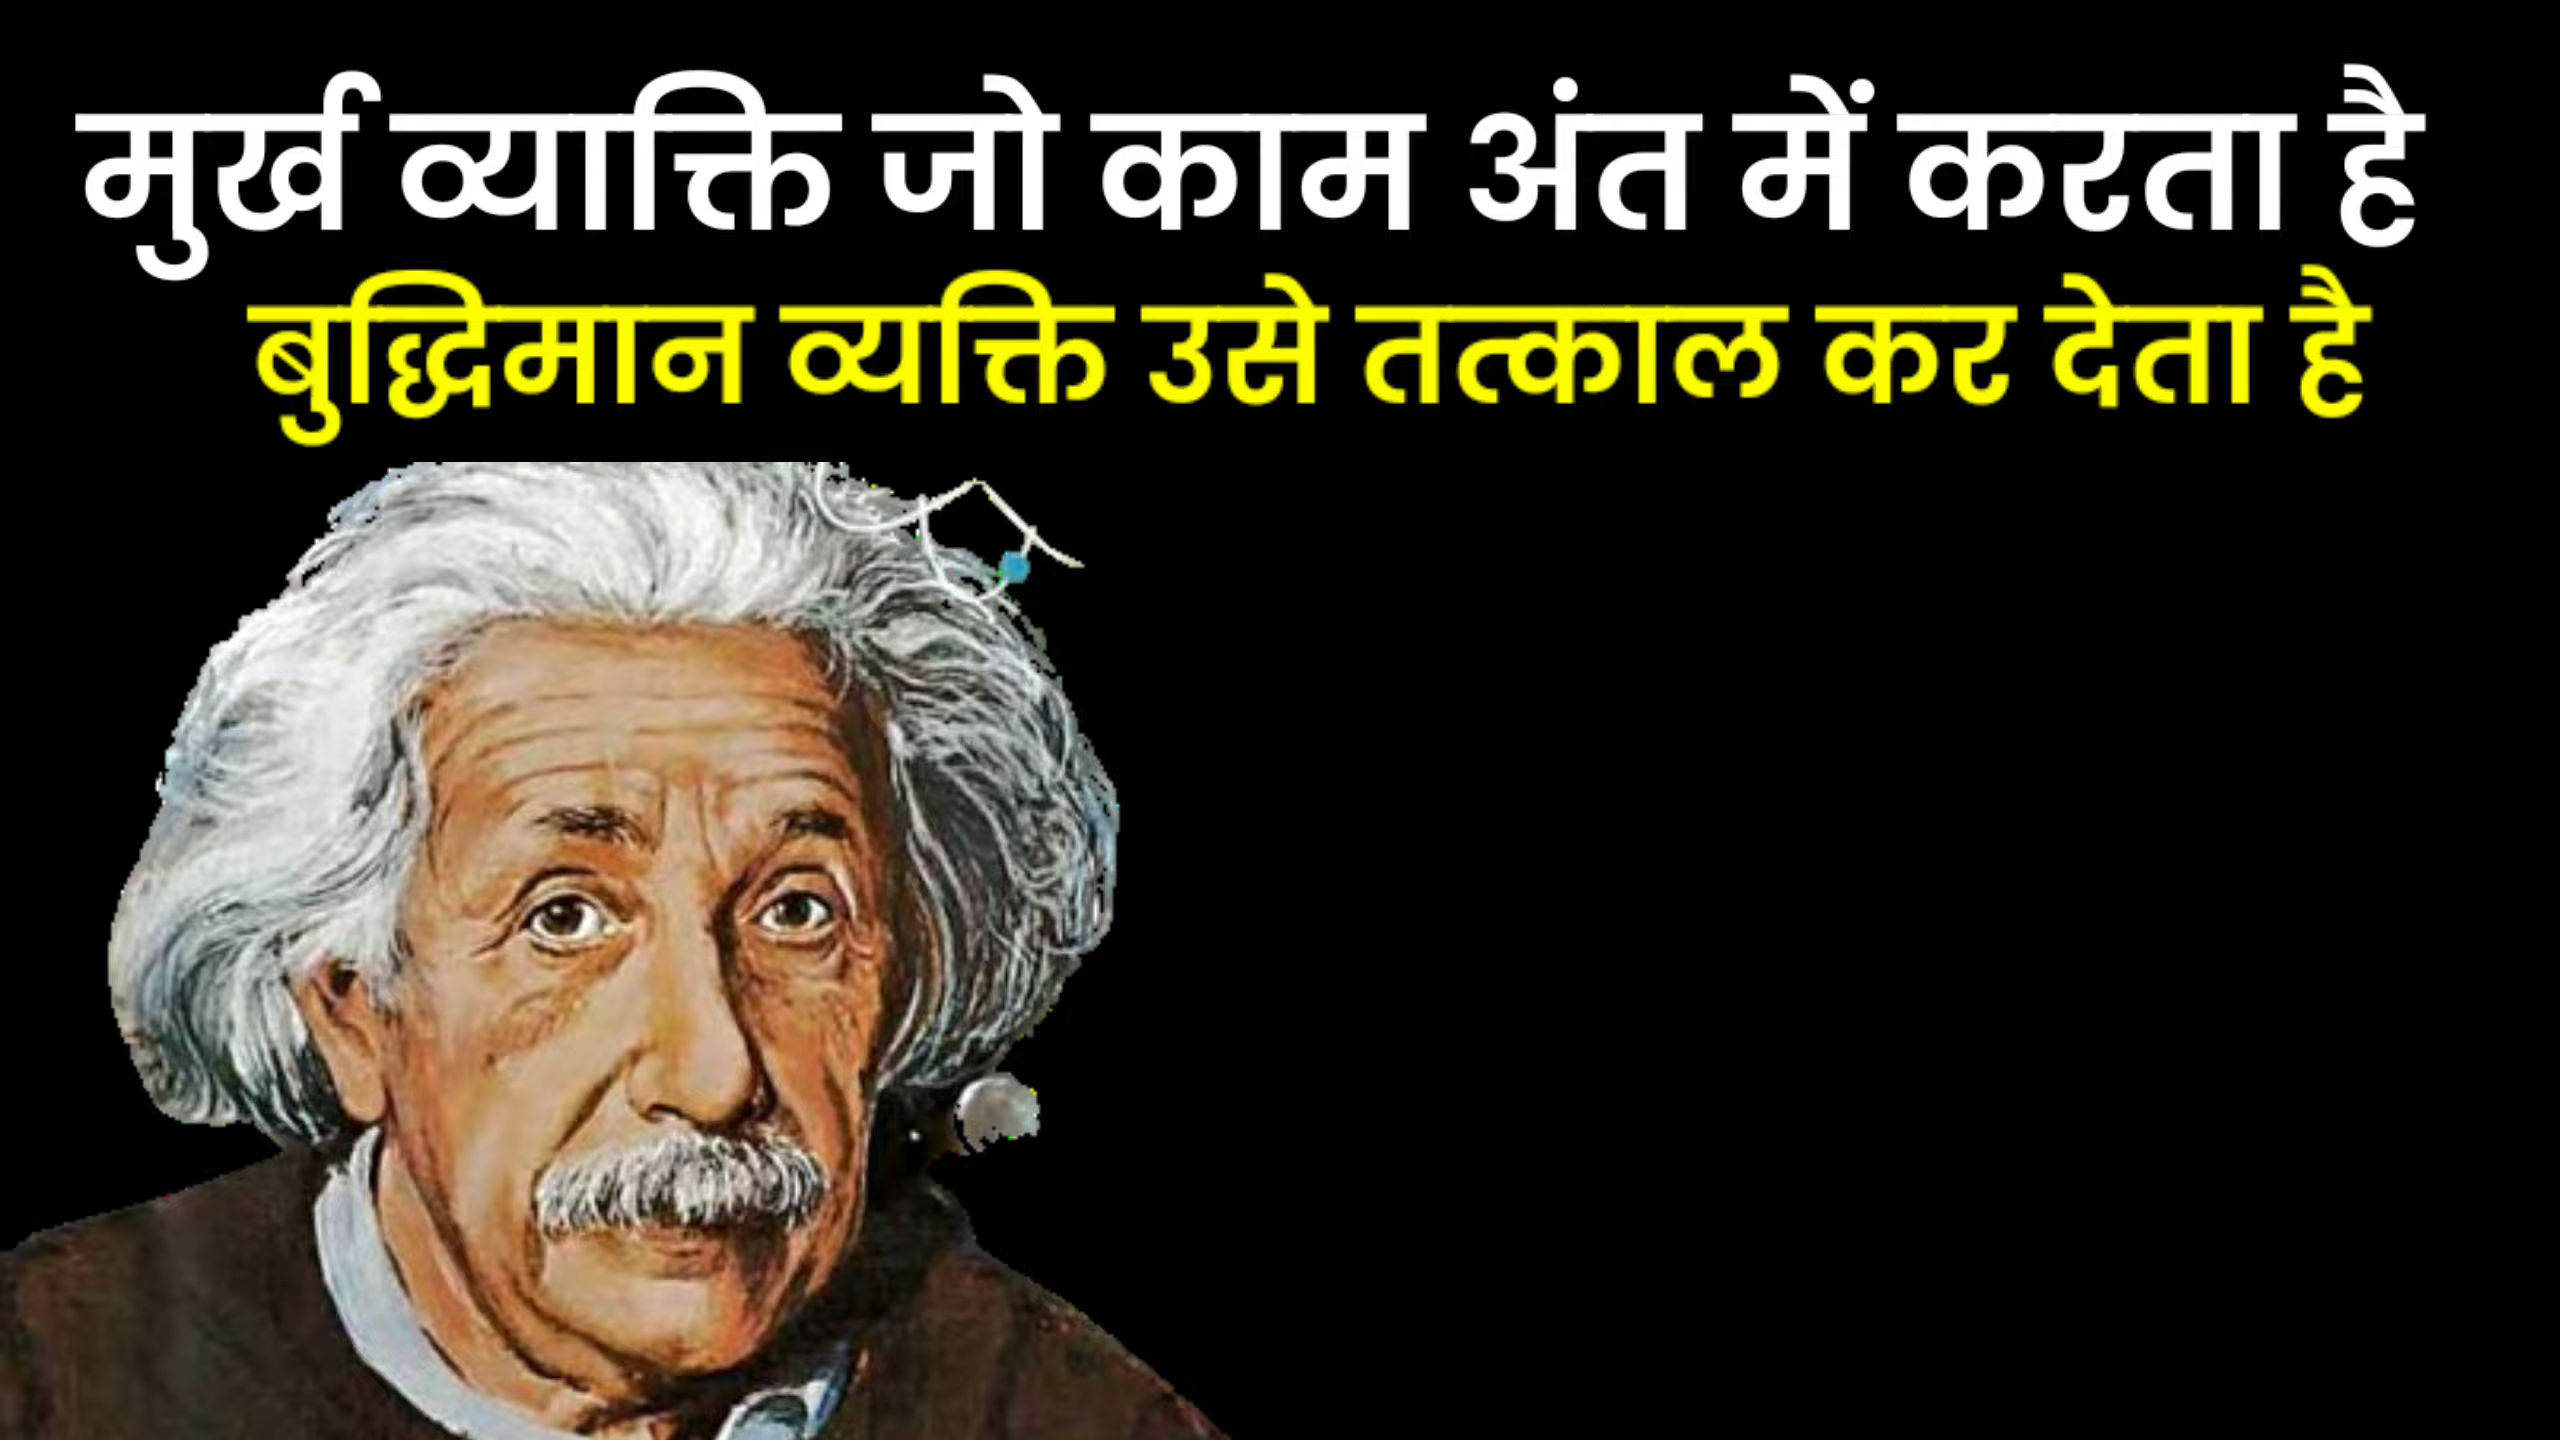 मुर्ख व्याक्ति जो काम अंत में करता है
बुद्धिमान व्यक्ति उसे तत्काल कर देता है